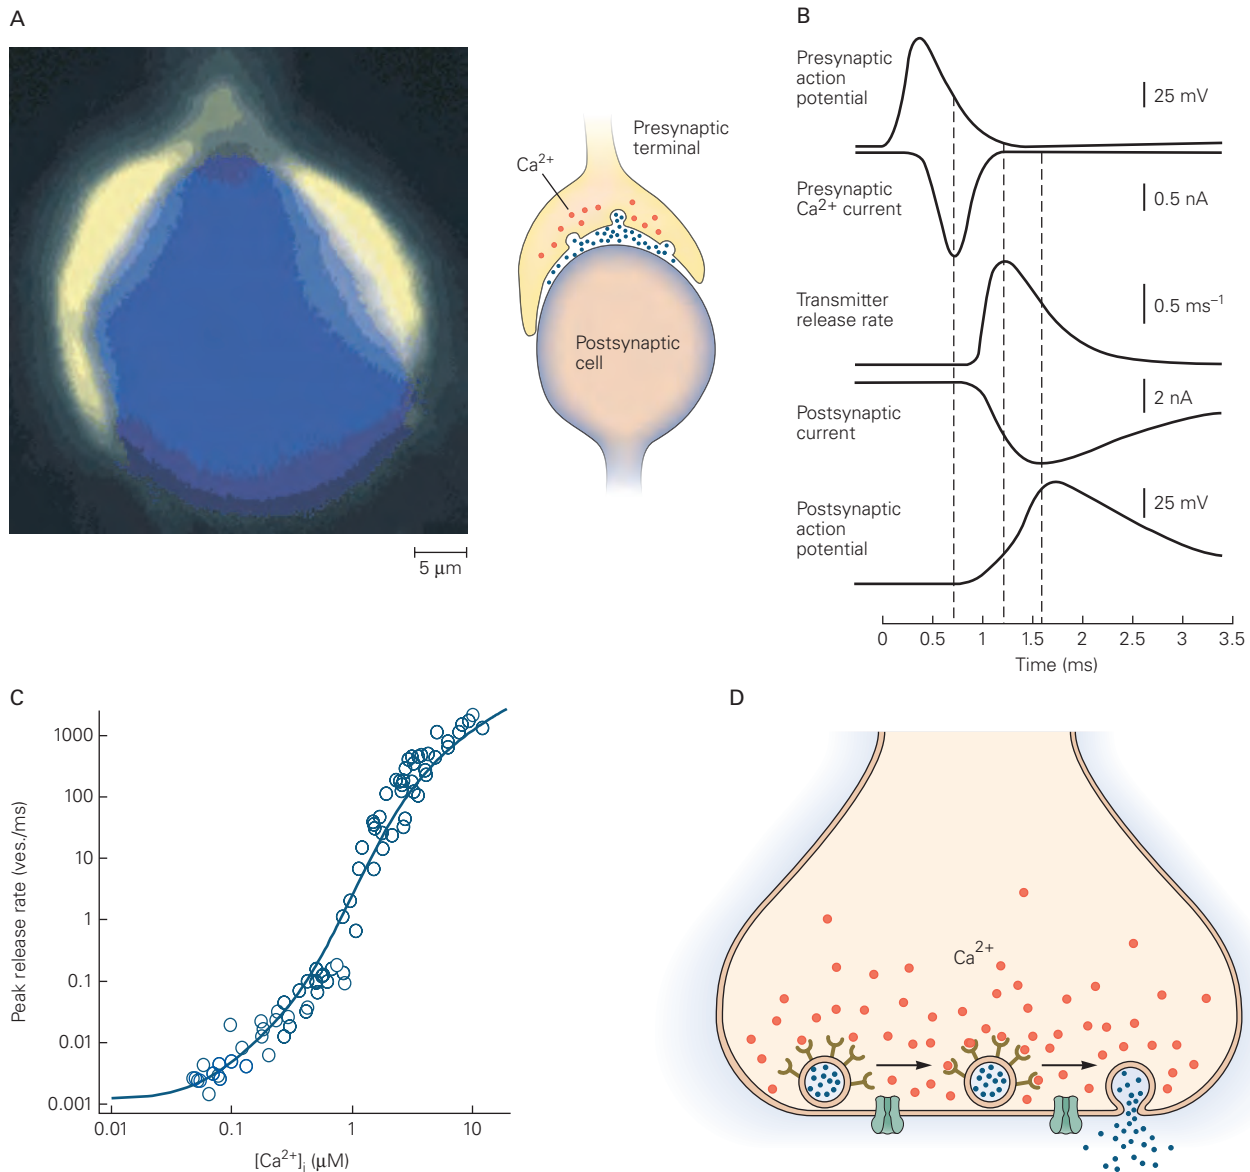 A
5 μm
Presynaptic
terminal
Ca2+
Postsynaptic
cell
B
Presynaptic
action
potential
25 mV
Presynaptic
Ca2+ current
0.5 nA
Transmitter
release rate
0.5 ms–1
2 nA
Postsynaptic
current
Postsynaptic
action
potential
25 mV
0 0.5 1 1.5 2 2.5 3 3.5
Time (ms)
C
Peak release rate (ves./ms)
1000
100
10
1
0.1
0.01
0.001
0.01 0.1 1 10
[Ca2+]i (μM)
D
Ca2+